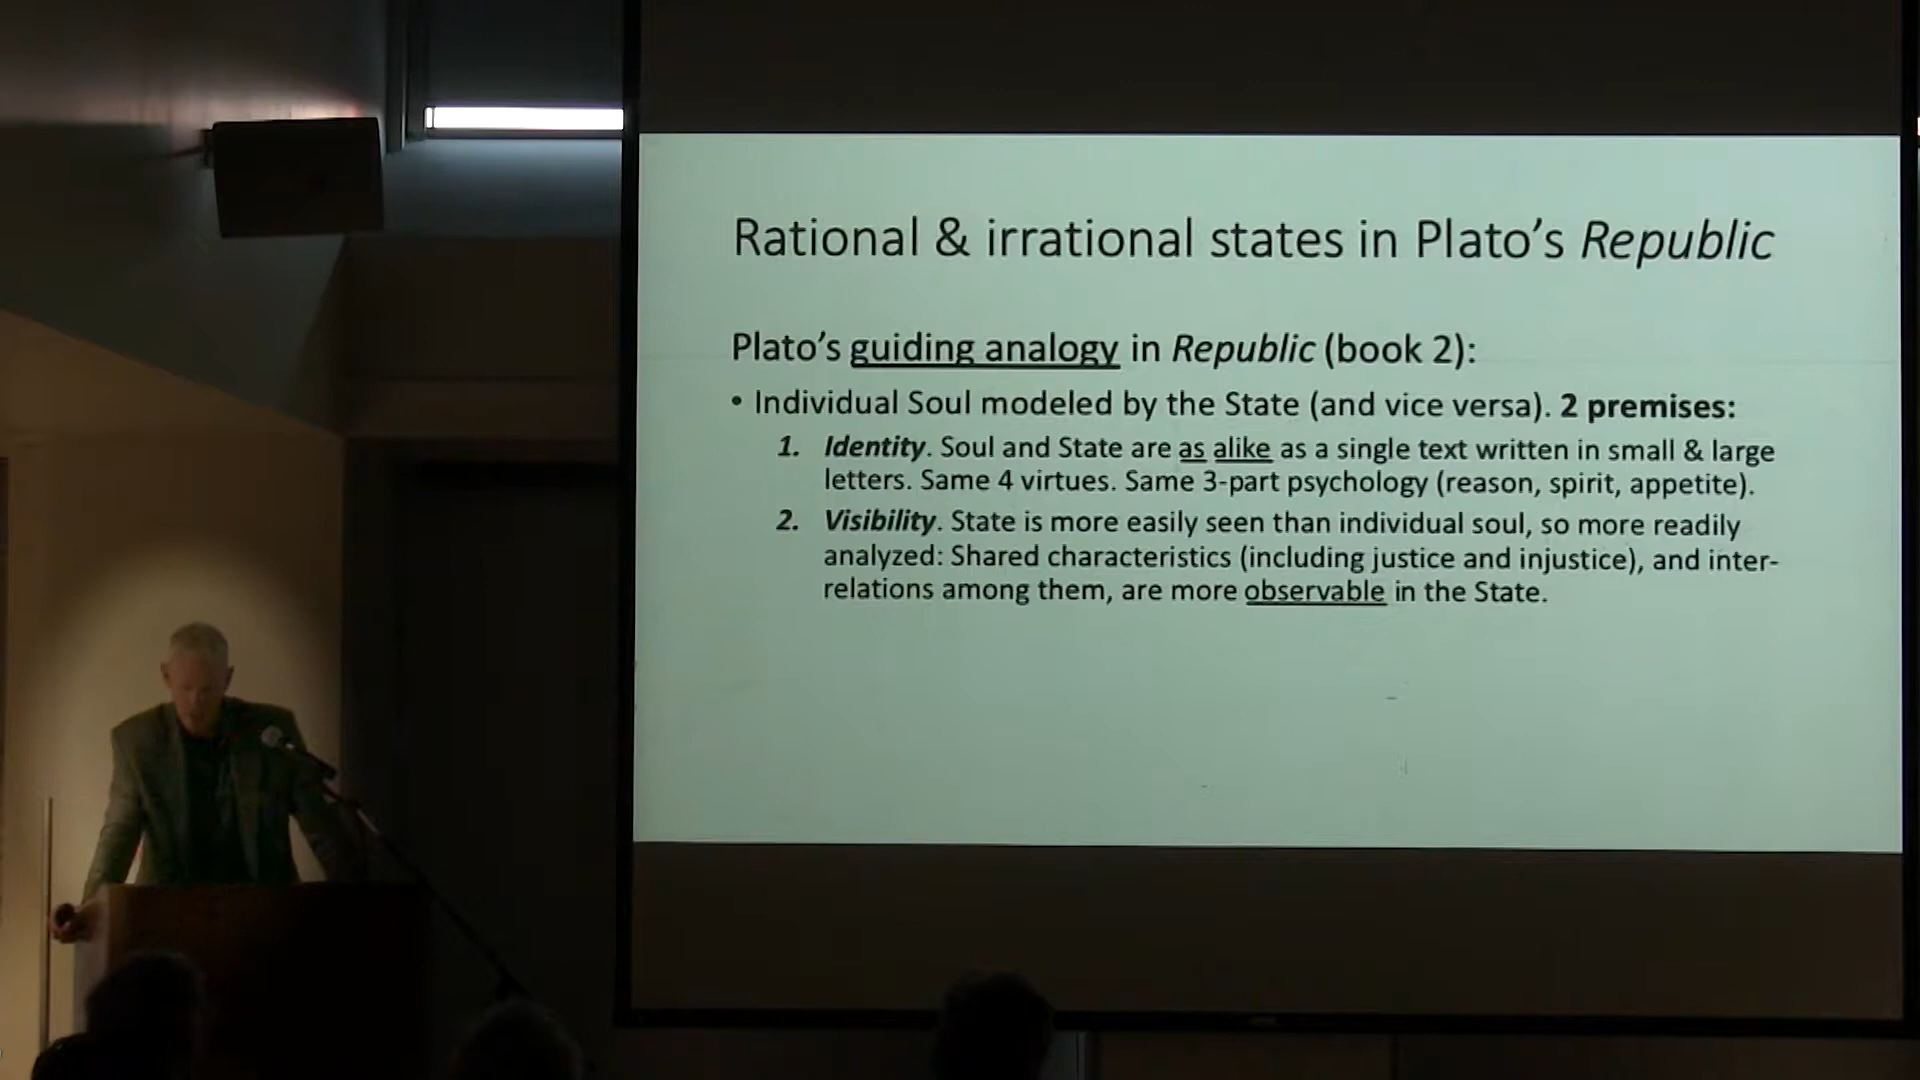 Rational & irrational states in Plato’s Republic
Plato’s guiding analogy in Republic (book 2):
• Individual Soul modeled by the State (and vice versa). 2 premises:
1. Identity. Soul and State are as alike as a single text written in small & large
letters. Same 4 virtues. Same 3-part psychology (reason, spirit, appetite).
2. Visibility. State is more easily seen than individual soul, so more readily
analyzed: Shared characteristics (including justice and injustice), and inter-
relations among them, are more observable in the State.